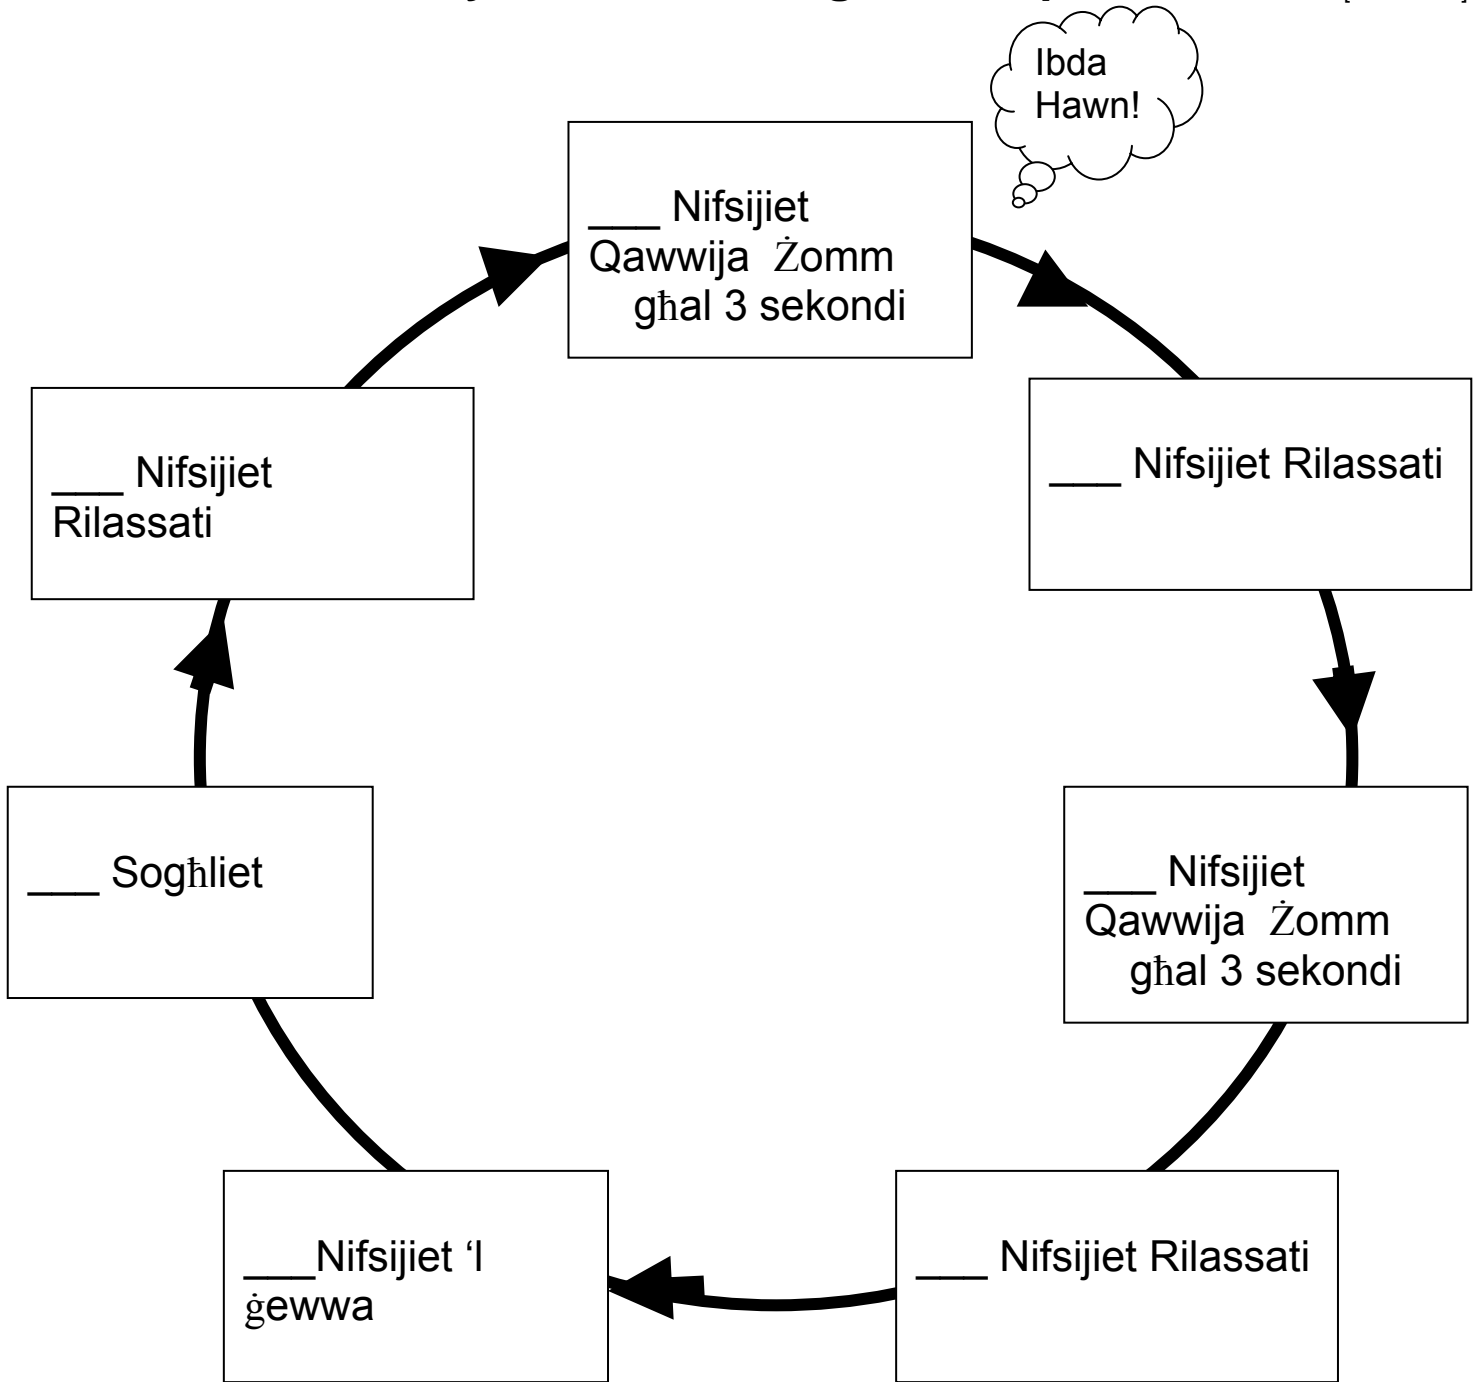 Ibda
Hawn!
___ Nifsijiet
Qawwija Żomm
għal 3 sekondi
___ Nifsijiet Rilassati
___ Nifsijiet
Qawwija Żomm
għal 3 sekondi
___ Nifsijiet Rilassati
___Nifsijiet ‘l
ġewwa
___ Sogħliet
___ Nifsijiet
Rilassati